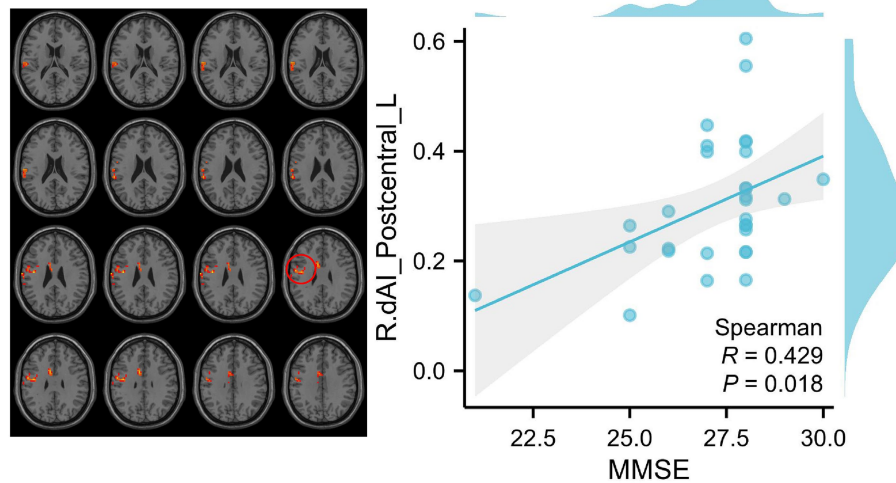 R.dAI_Postcentral_L
0.6
0.4
0.2
0.0
Spearman
R = 0.429
P = 0.018
22.5 25.0 27.5 30.0
MMSE